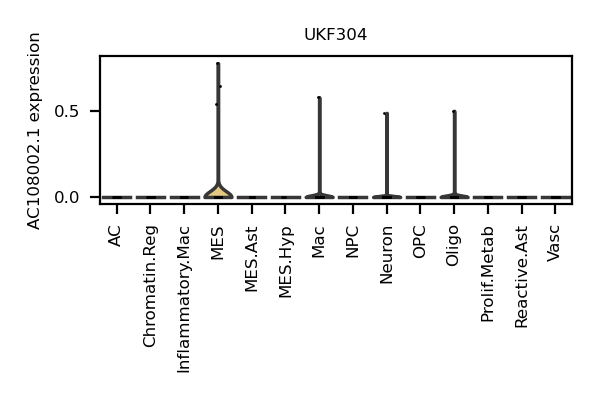 UKF304
AC108002.1 expression
0.5
0.0
AC
Chromatin.Reg
Inflammatory.Mac
MES
MES.Ast
MES.Hyp
Mac
NPC
Neuron
OPC
Oligo
Prolif.Metab
Reactive.Ast
Vasc